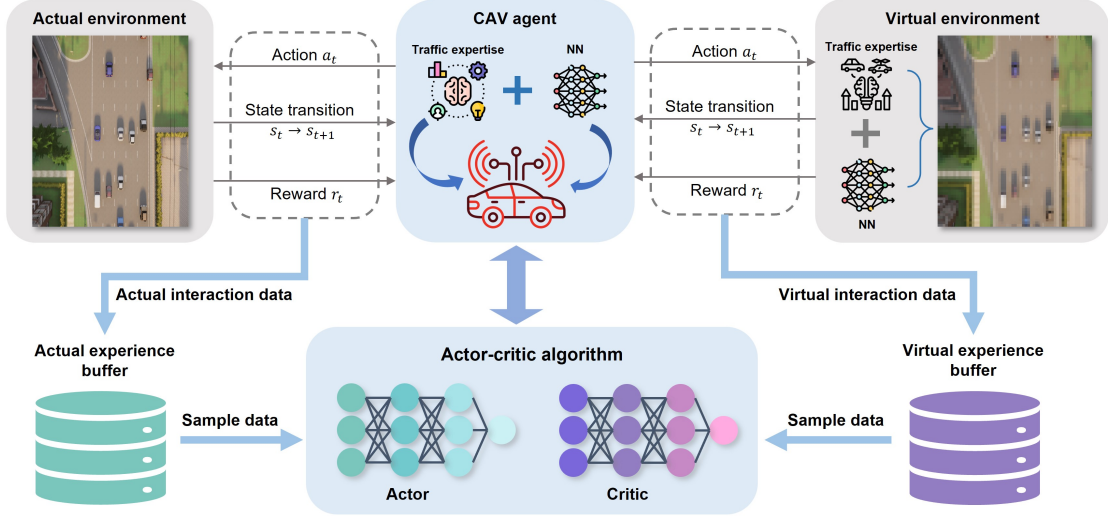 Actual environment
CAV agent
Virtual environment
Action a_t
State transition
s_t → s_{t+1}
Reward r_t
Traffic expertise
NN
Action a_t
State transition
s_t → s_{t+1}
Reward r_t
Traffic expertise
NN
Actual interaction data
Virtual interaction data
Actual experience
buffer
Actor-critic algorithm
Virtual experience
buffer
Sample data
Sample data
Actor
Critic